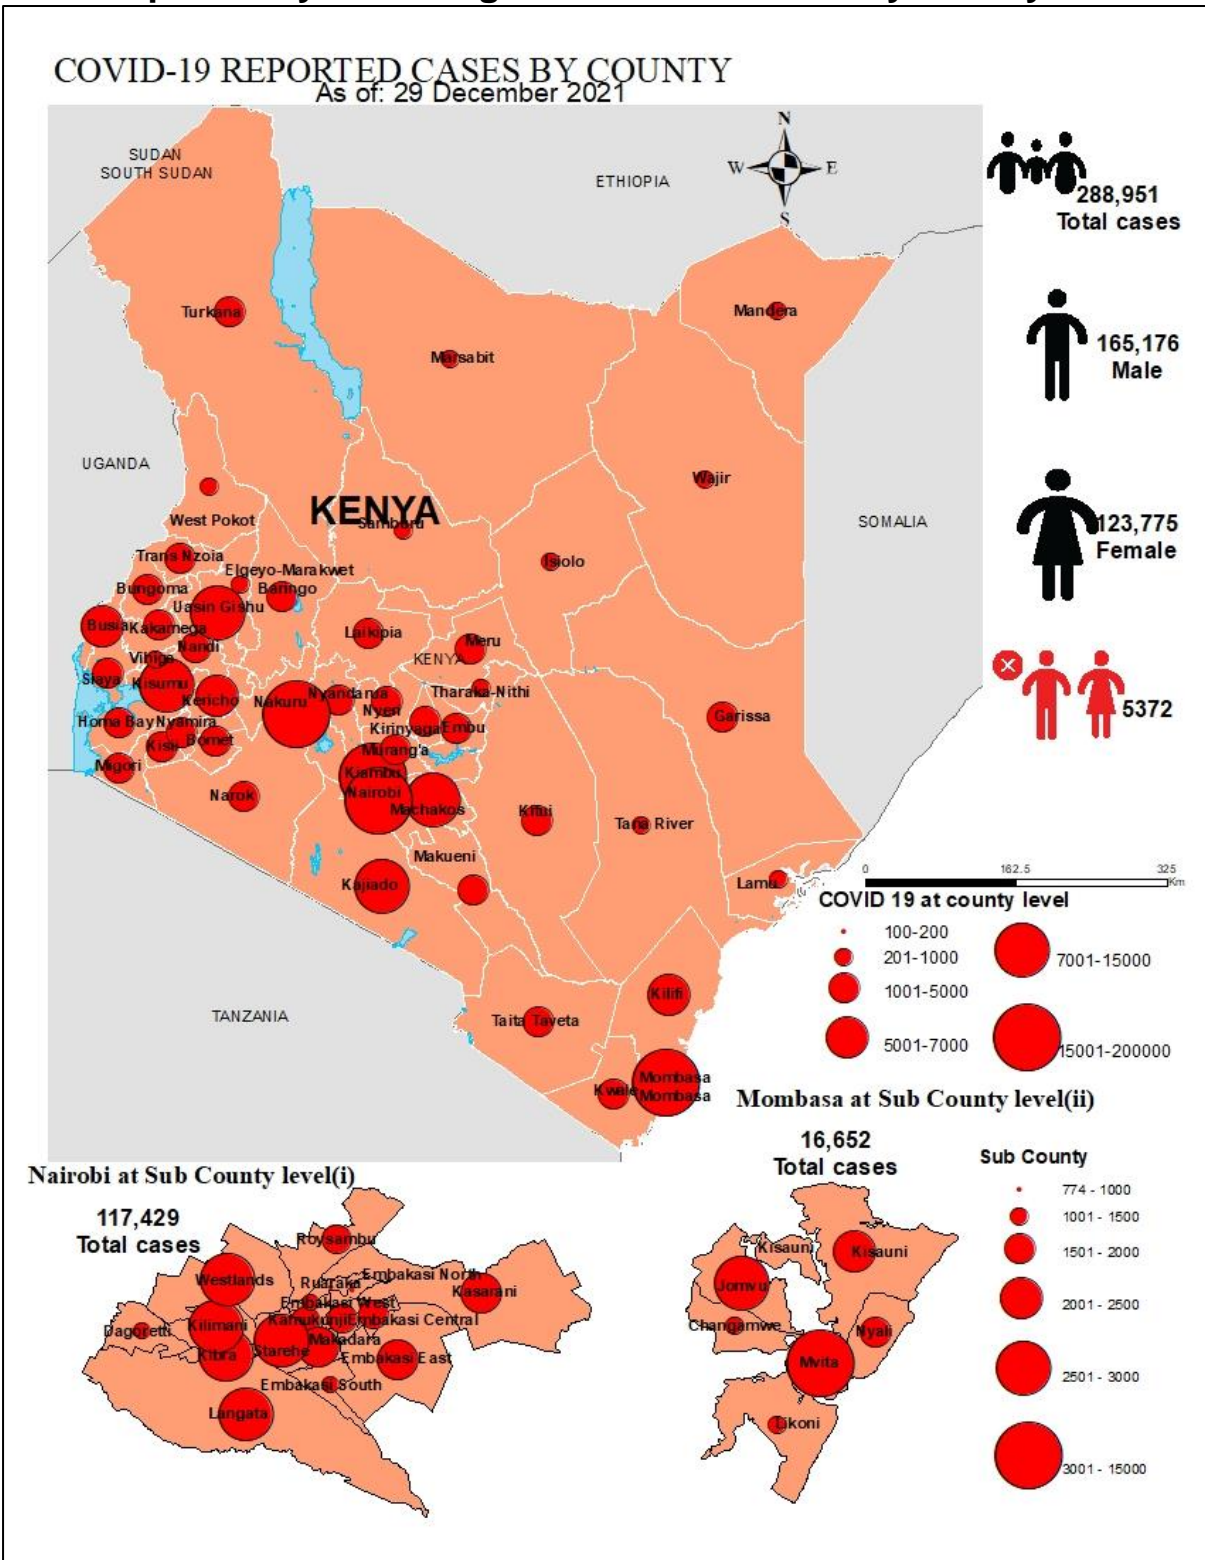 COVID-19 REPORTED CASES BY COUNTY
As of: 29 December 2021
N
W
E
S
SUDAN
SOUTH SUDAN
ETHIOPIA
288,951
Total cases
Turkana
Mandera
Marsabit
165,176
Male
UGANDA
Wajir
KENYA
Samburu
West Pokot
SOMALIA
123,775
Female
Trans Nzoia
Elgeyo-Marakwet
Isiolo
Bungoma
Baringo
Uasin Gishu
Busia
Kakamega
Laikipia
Nandi
Meru
Vihiga
KENYA
Siaya
Kisumu
Kericho
Nakuru
Nyandarua
Tharaka-Nithi
Nyeri
Homa Bay
Nyamira
Kirinyaga
Embu
Garissa
5372
Kisii
Bomet
Murang'a
Migori
Kiambu
Narok
Nairobi
Machakos
Kitui
Tana River
Makueni
Kajiado
Lamu
0
162.5
325
Km
COVID 19 at county level
100-200
201-1000
1001-5000
5001-7000
7001-15000
15001-200000
Kilifi
TANZANIA
Taita Taveta
Mombasa
Kwale
Mombasa
Mombasa at Sub County level(ii)
16,652
Total cases
Sub County
774 - 1000
1001 - 1500
1501 - 2000
2001 - 2500
2501 - 3000
3001 - 15000
Kisauni
Kisauni
Jomvu
Changamwe
Nyali
Mvita
Likoni
Nairobi at Sub County level(i)
117,429
Total cases
Roysambu
Westlands
Ruaraka
Embakasi North
Kasarani
Embakasi West
Dagoretti
Kilimani
Kamukunji
Embakasi Central
Makadara
Kibra
Starehe
Embakasi East
Embakasi South
Langata